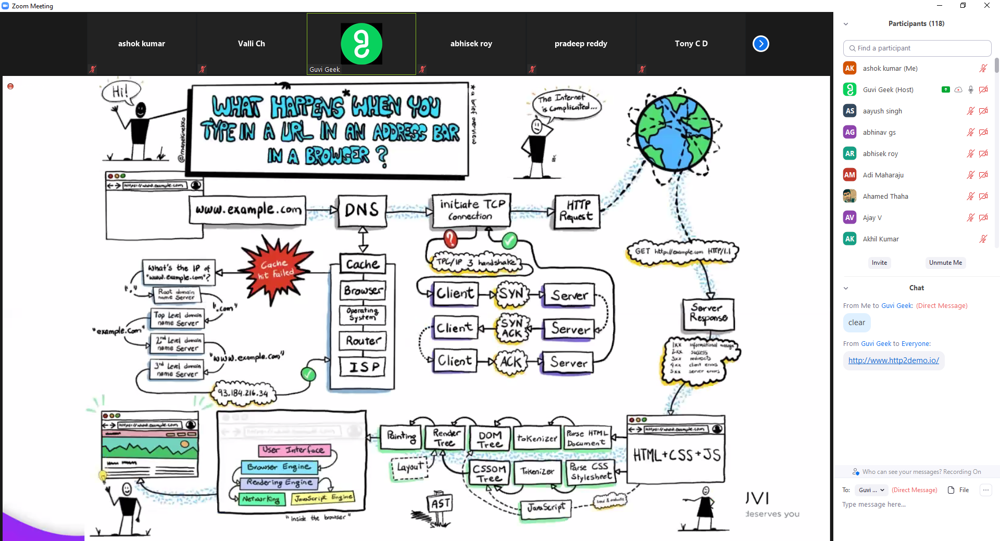 Zoom Meeting
ashok kumar
Valli Ch
Guvi Geek
abhisek roy
pradeep reddy
Tony C D
Hi!
WHAT HAPPENS* WHEN YOU
TYPE IN A URL IN AN ADDRESS BAR
IN A BROWSER ?
* a brief overview
@manekinekko
The Internet
is complicated...
https://www.example.com
www.example.com
DNS
initiate TCP
Connection
HTTP
Request
TPC/IP 3 handshake
GET http://example.com HTTP/1.1
Cache
hit failed
What's the IP of
"www.example.com"?
"."
Root domain
name Server
".com"
Top Level domain
name Server
"example.com"
2nd Level domain
name Server
"www.example.com"
3rd Level domain
name Server
93.184.216.34
Cache
Browser
Operating
System
Router
ISP
Client
SYN
Server
Client
SYN
ACK
Server
Client
ACK
Server
Server
Response
1xx informational message
2xx success
3xx redirects
4xx client errors
5xx server errors
https://www.example.com
HTML+CSS+JS
Parse HTML
Document
tokenizer
DOM
Tree
Render
Tree
Painting
Layout
Parse CSS
Stylesheet
Tokenizer
CSSOM
Tree
JavaScript
AST
User Interface
Browser Engine
Rendering Engine
Networking
JavaScript Engine
"inside the browser"
https://www.example.com
UVI
deserves you
Participants (118)
Find a participant
AK ashok kumar (Me)
Guvi Geek (Host)
AS aayush singh
AG abhinav gs
AR abhisek roy
AM Adi Maharaju
Ahamed Thaha
AV Ajay V
AK Akhil Kumar
Invite
Unmute Me
Chat
From Me to Guvi Geek: (Direct Message)
clear
From Guvi Geek to Everyone:
http://www.http2demo.io/
Who can see your messages? Recording On
To: Guvi ... (Direct Message) File
Type message here...